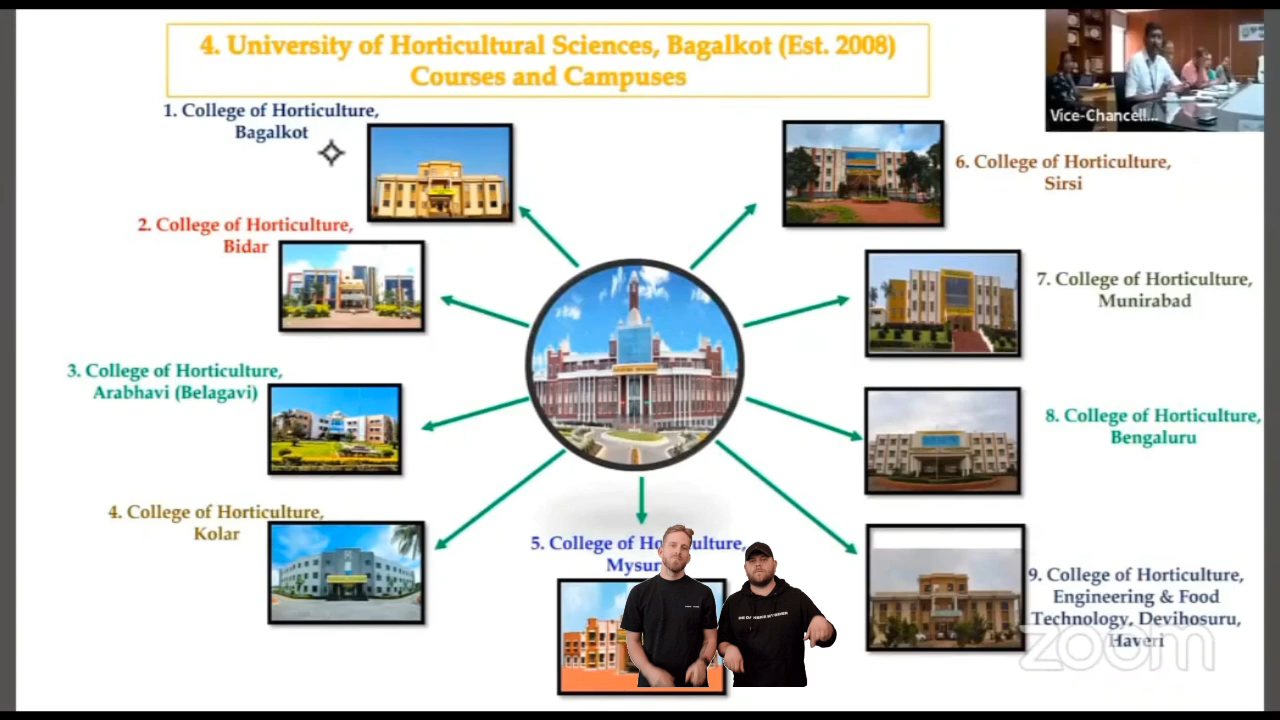 4. University of Horticultural Sciences, Bagalkot (Est. 2008)
Courses and Campuses
Vice-Chancell...
1. College of Horticulture,
Bagalkot
2. College of Horticulture,
Bidar
3. College of Horticulture,
Arabhavi (Belagavi)
4. College of Horticulture,
Kolar
5. College of
6. College of Horticulture,
Sirsi
7. College of Horticulture,
Munirabad
8. College of Horticulture,
Bengaluru
9. College of Horticulture,
Engineering & Food
Technology, Devihosuru,
Haveri
zoom